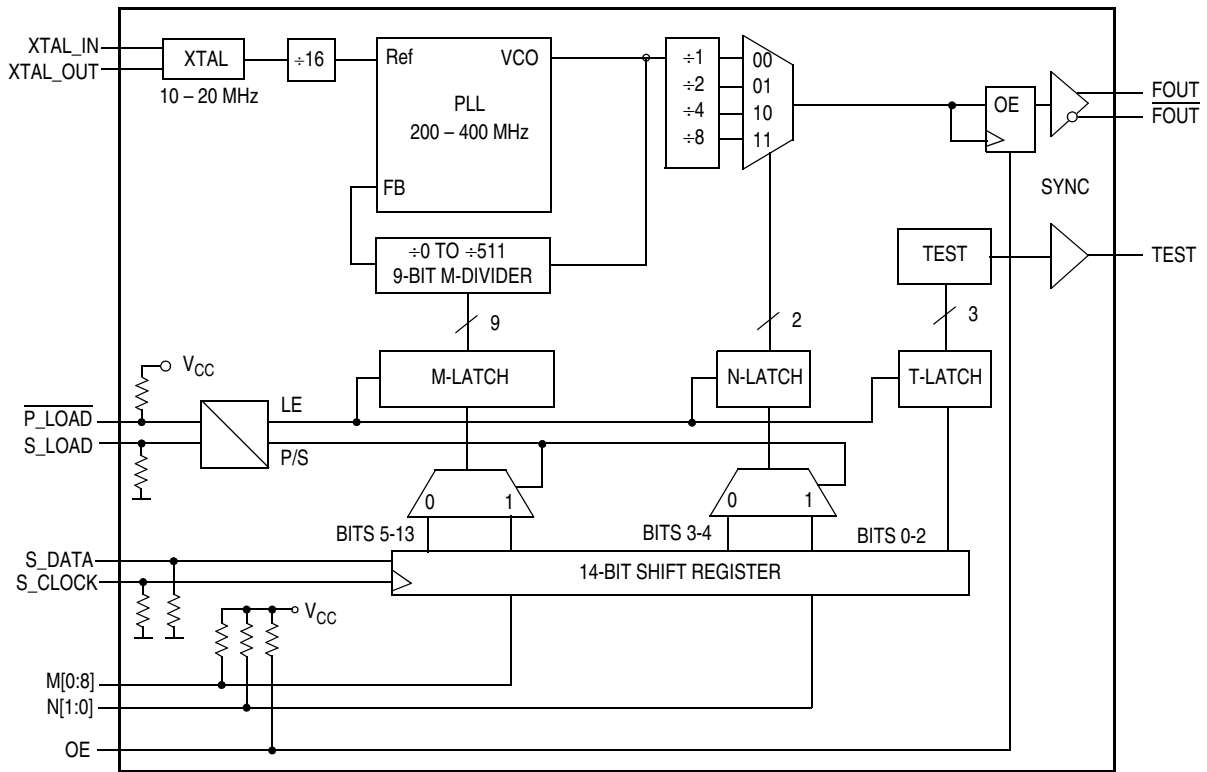 XTAL_IN
XTAL_OUT
XTAL
10 – 20 MHz
÷16
Ref
VCO
PLL
200 – 400 MHz
FB
÷1
÷2
÷4
÷8
00
01
10
11
OE
FOUT
FOUT
SYNC
÷0 TO ÷511
9-BIT M-DIVIDER
TEST
TEST
9
2
3
VCC
M-LATCH
N-LATCH
T-LATCH
P_LOAD
S_LOAD
LE
P/S
0
1
0
1
BITS 5-13
BITS 3-4
BITS 0-2
S_DATA
S_CLOCK
14-BIT SHIFT REGISTER
VCC
M[0:8]
N[1:0]
OE